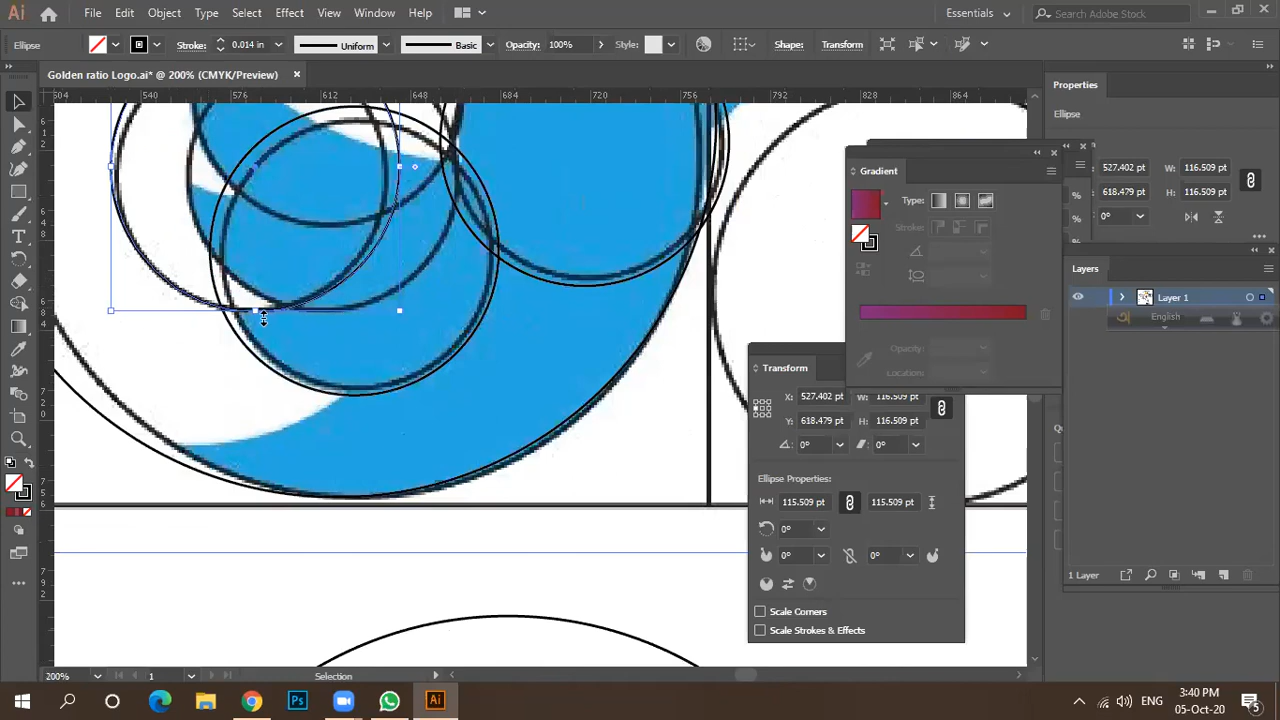 Ai File Edit Object Type Select Effect View Window Help Essentials Search Adobe Stock
Ellipse Stroke: 0.014 in Uniform Basic Opacity: 100% Style: Shape: Transform
Golden ratio Logo.ai* @ 200% (CMYK/Preview)
504 540 576 612 648 684 720 756 792 828 864
Properties
Ellipse
527.402 pt W: 116.509 pt
618.479 pt H: 116.509 pt
0°
Gradient
Type:
Stroke:
Opacity:
Location:
Layers
Layer 1
English
1 Layer
Transform
X: 527.402 pt W: 116.509 pt
Y: 618.479 pt H: 116.509 pt
0° 0°
Ellipse Properties:
115.509 pt 115.509 pt
0°
0° 0°
Scale Corners
Scale Strokes & Effects
200% 1 Selection
Ps Ai
ENG
3:40 PM
05-Oct-20
5